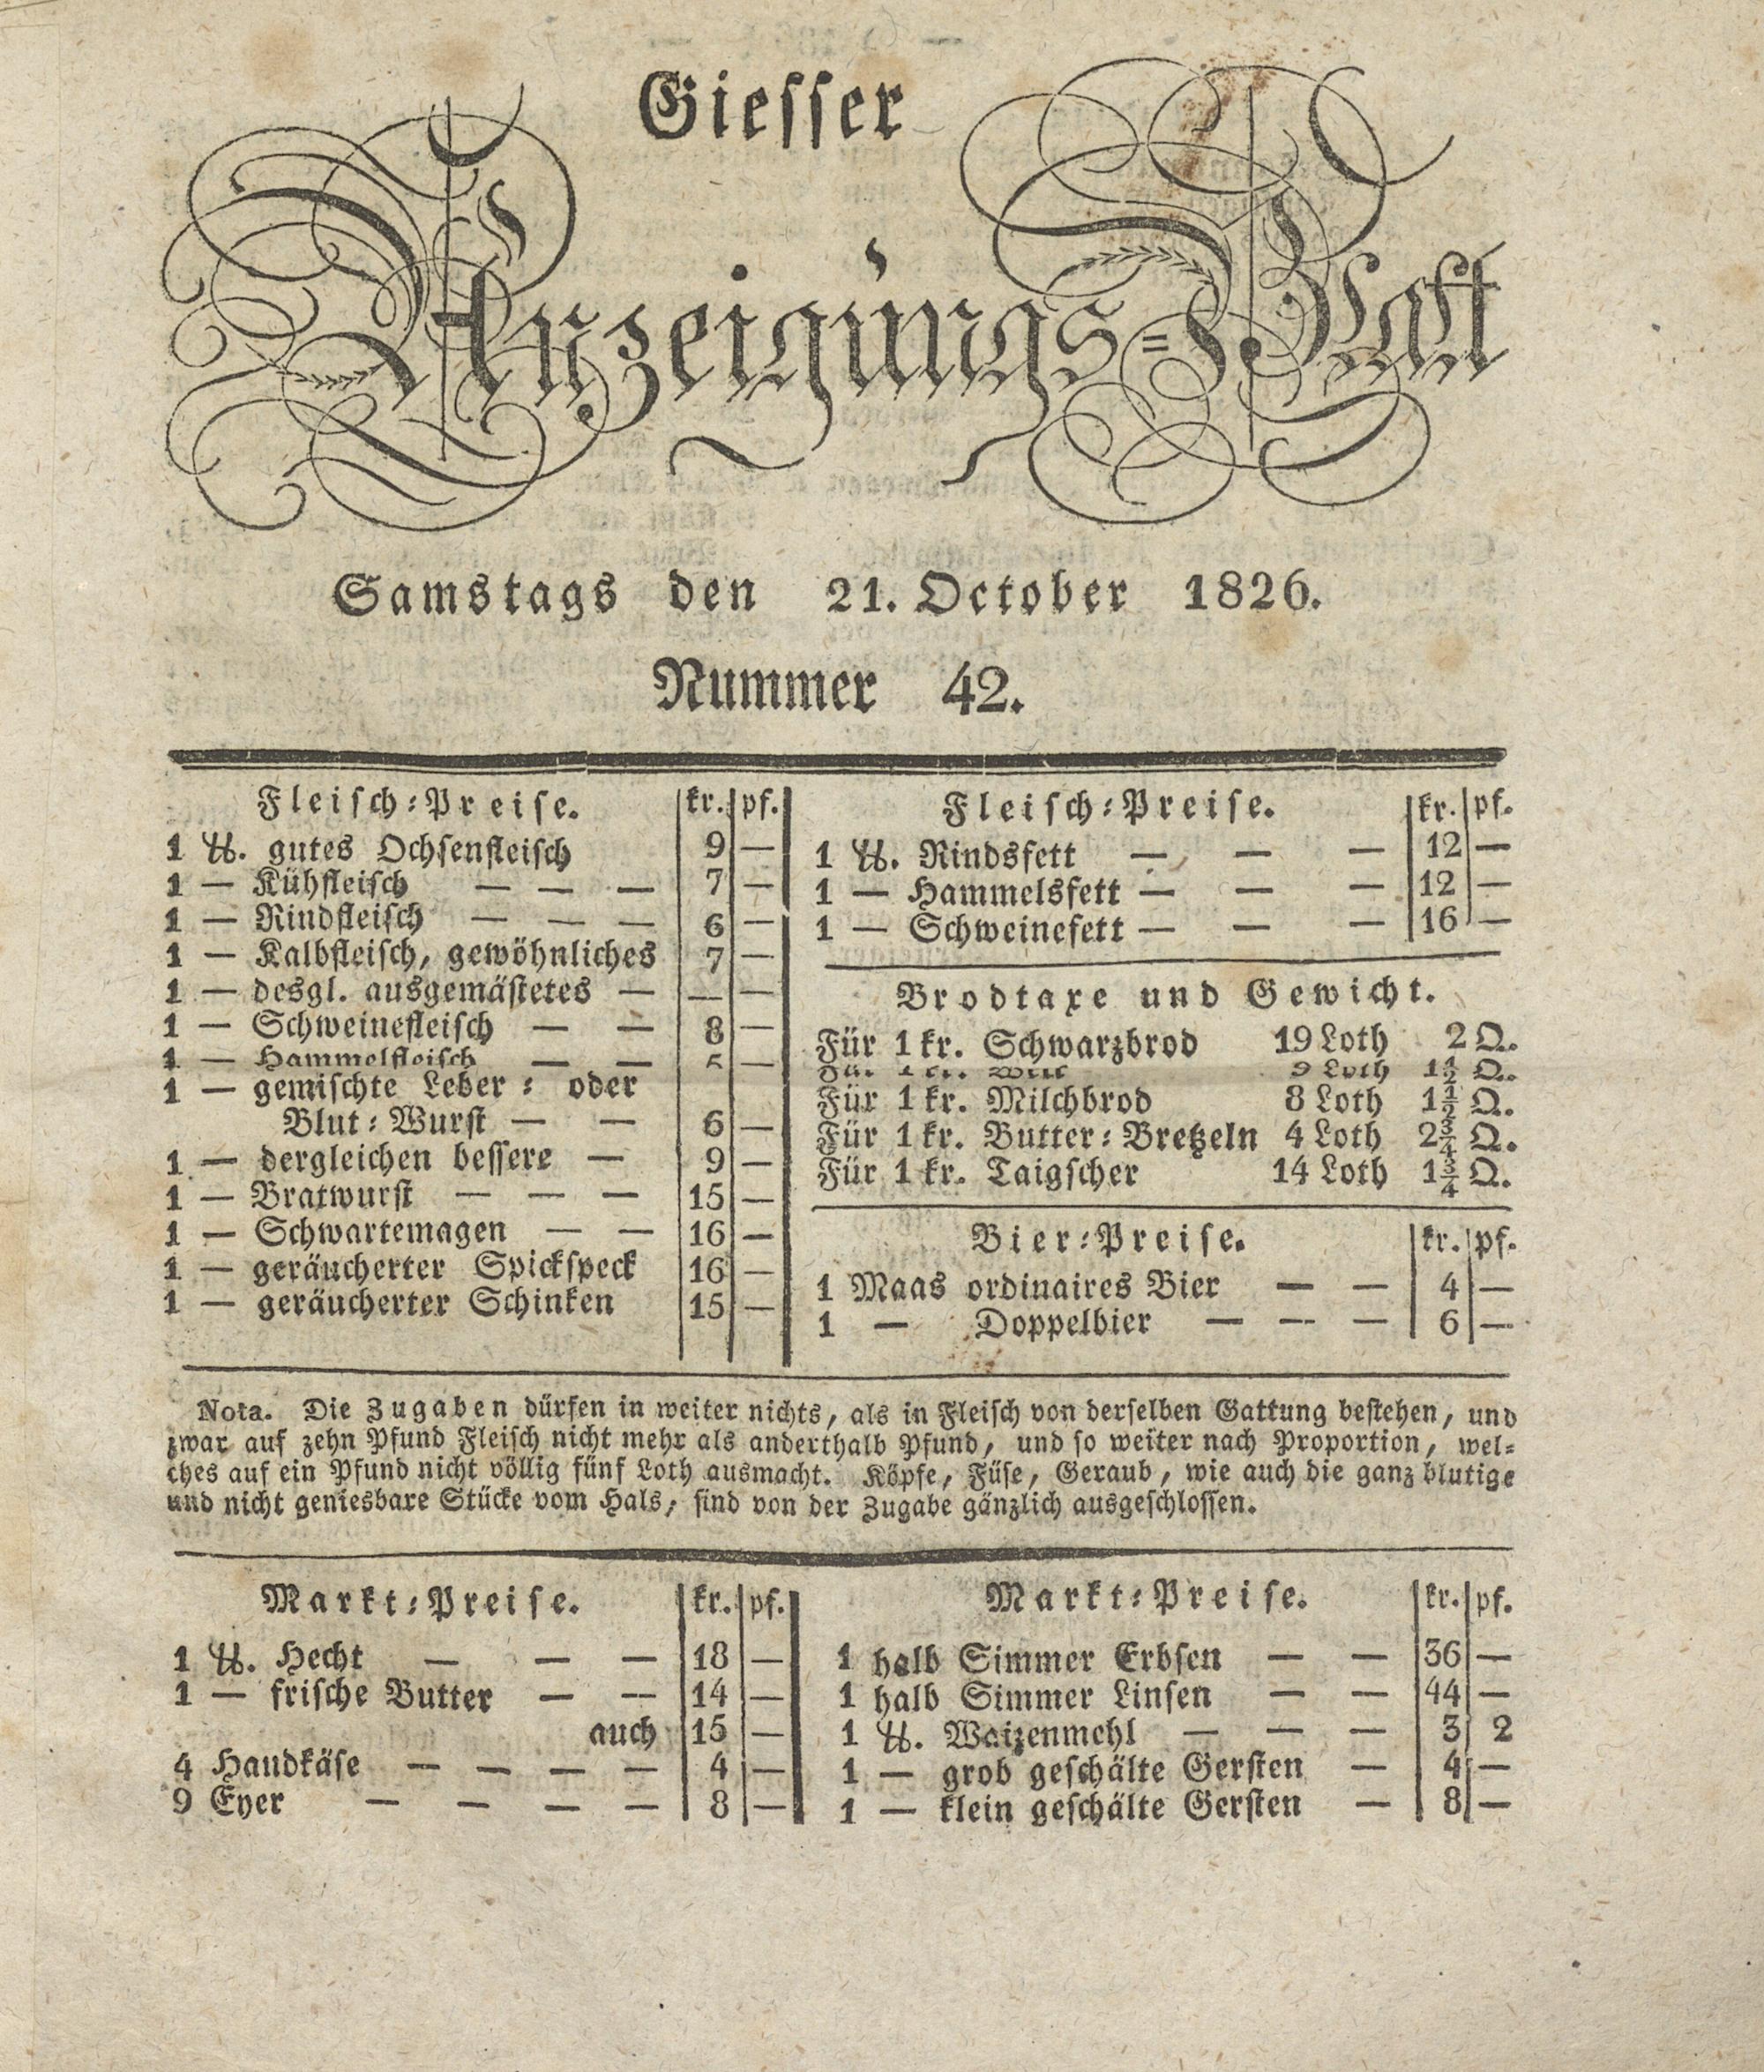 Giesser
Anzeigungs-Blatt
Samstags den 21. October 1826.
Nummer 42.
Fleisch-Preise. kr. pf.
1 ℔. gutes Ochsenfleisch 9 —
1 — Kühfleisch — — — 7 —
1 — Rindfleisch — — — 6 —
1 — Kalbfleisch, gewöhnliches 7 —
1 — desgl. ausgemästetes — — —
1 — Schweinefleisch — — 8 —
1 — Hammelfleisch — — 5 —
1 — gemischte Leber- oder
Blut-Wurst — — 6 —
1 — dergleichen bessere — 9 —
1 — Bratwurst — — — 15 —
1 — Schwartemagen — — 16 —
1 — geräucherter Spickspeck 16 —
1 — geräucherter Schinken 15 —
Fleisch-Preise. kr. pf.
1 ℔. Rindsfett — — — 12 —
1 — Hammelsfett — — — 12 —
1 — Schweinefett — — — 16 —
Brodtaxe und Gewicht.
Für 1 kr. Schwarzbrod 19 Loth 2 Q.
Für 1 kr. 9 Loth 1½ Q.
Für 1 kr. Milchbrod 8 Loth 1½ Q.
Für 1 kr. Butter-Bretzeln 4 Loth 2¾ Q.
Für 1 kr. Taigscher 14 Loth 1¾ Q.
Bier-Preise. kr. pf.
1 Maas ordinaires Bier — — 4 —
1 — Doppelbier — — — 6 —
Nota. Die Zugaben dürfen in weiter nichts, als in Fleisch von derselben Gattung bestehen, und
zwar auf zehn Pfund Fleisch nicht mehr als anderthalb Pfund, und so weiter nach Proportion, wel-
ches auf ein Pfund nicht völlig fünf Loth ausmacht. Köpfe, Füse, Geraub, wie auch die ganz blutige
und nicht geniesbare Stücke vom Hals, sind von der Zugabe gänzlich ausgeschlossen.
Markt-Preise. kr. pf.
1 ℔. Hecht — — — 18 —
1 — frische Butter — — 14 —
auch 15 —
4 Handkäse — — — — 4 —
9 Eyer — — — — 8 —
Markt-Preise. kr. pf.
1 halb Simmer Erbsen — — 36 —
1 halb Simmer Linsen — — 44 —
1 ℔. Waizenmehl — — — 3 2
1 — grob geschälte Gersten — 4 —
1 — klein geschälte Gersten — 8 —